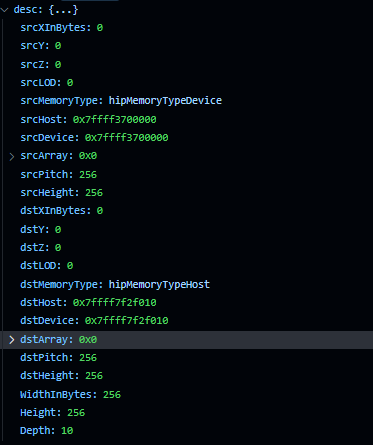 desc: {...}
srcXInBytes: 0
srcY: 0
srcZ: 0
srcLOD: 0
srcMemoryType: hipMemoryTypeDevice
srcHost: 0x7ffff3700000
srcDevice: 0x7ffff3700000
srcArray: 0x0
srcPitch: 256
srcHeight: 256
dstXInBytes: 0
dstY: 0
dstZ: 0
dstLOD: 0
dstMemoryType: hipMemoryTypeHost
dstHost: 0x7ffff7f2f010
dstDevice: 0x7ffff7f2f010
dstArray: 0x0
dstPitch: 256
dstHeight: 256
WidthInBytes: 256
Height: 256
Depth: 10